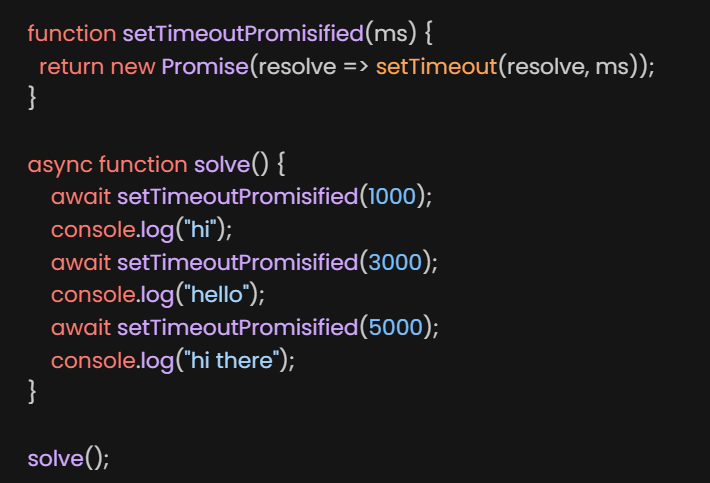 function setTimeoutPromisified(ms) {
  return new Promise(resolve => setTimeout(resolve, ms));
}

async function solve() {
    await setTimeoutPromisified(1000);
    console.log("hi");
    await setTimeoutPromisified(3000);
    console.log("hello");
    await setTimeoutPromisified(5000);
    console.log("hi there");
}

solve();